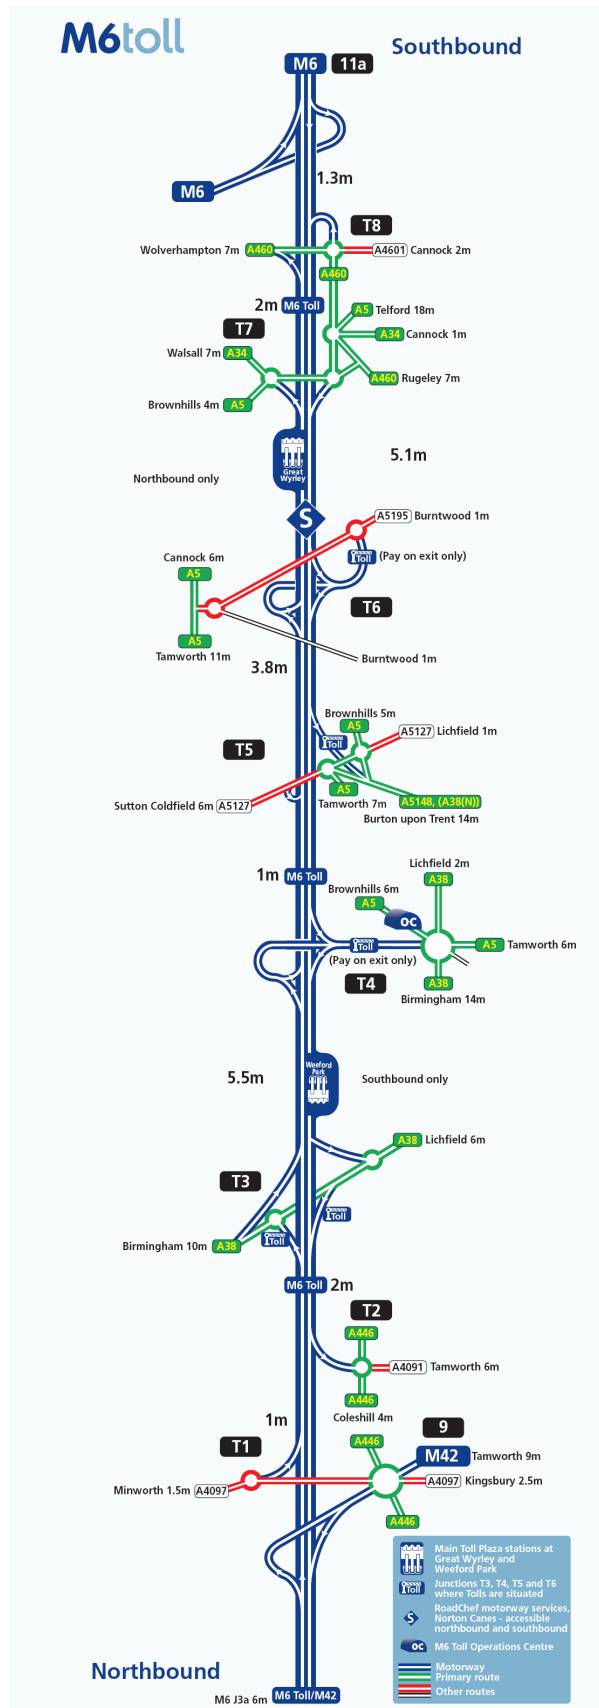 M6toll
Southbound
M6 11a
M6
1.3m
T8
Wolverhampton 7m A460
A4601 Cannock 2m
A460
2m M6 Toll
A5 Telford 18m
T7
A34 Cannock 1m
Walsall 7m A34
A460 Rugeley 7m
Brownhills 4m A5
5.1m
Great
Wyrley
Northbound only
S
A5195 Burntwood 1m
Cannock 6m
Toll (Pay on exit only)
A5
T6
A5
Tamworth 11m
Burntwood 1m
3.8m
Brownhills 5m
A5
A5127 Lichfield 1m
Toll
T5
A5
A5148, (A38(N))
Sutton Coldfield 6m A5127
Tamworth 7m
Burton upon Trent 14m
Lichfield 2m
1m M6 Toll
A38
Brownhills 6m
A5
OC
Toll
A5 Tamworth 6m
(Pay on exit only)
T4
A38
Birmingham 14m
Weeford
Park
5.5m
Southbound only
A38 Lichfield 6m
T3
Toll
Toll
Birmingham 10m A38
M6 Toll 2m
T2
A446
A4091 Tamworth 6m
A446
Coleshill 4m
1m
9
A446
T1
M42 Tamworth 9m
A4097 Kingsbury 2.5m
Minworth 1.5m A4097
A446
Main Toll Plaza stations at
Great Wyrley and
Weeford Park
Toll
Junctions T3, T4, T5 and T6
where Tolls are situated
S
RoadChef motorway services,
Norton Canes - accessible
northbound and southbound
OC M6 Toll Operations Centre
Motorway
Primary route
Other routes
Northbound
M6 J3a 6m M6 Toll/M42